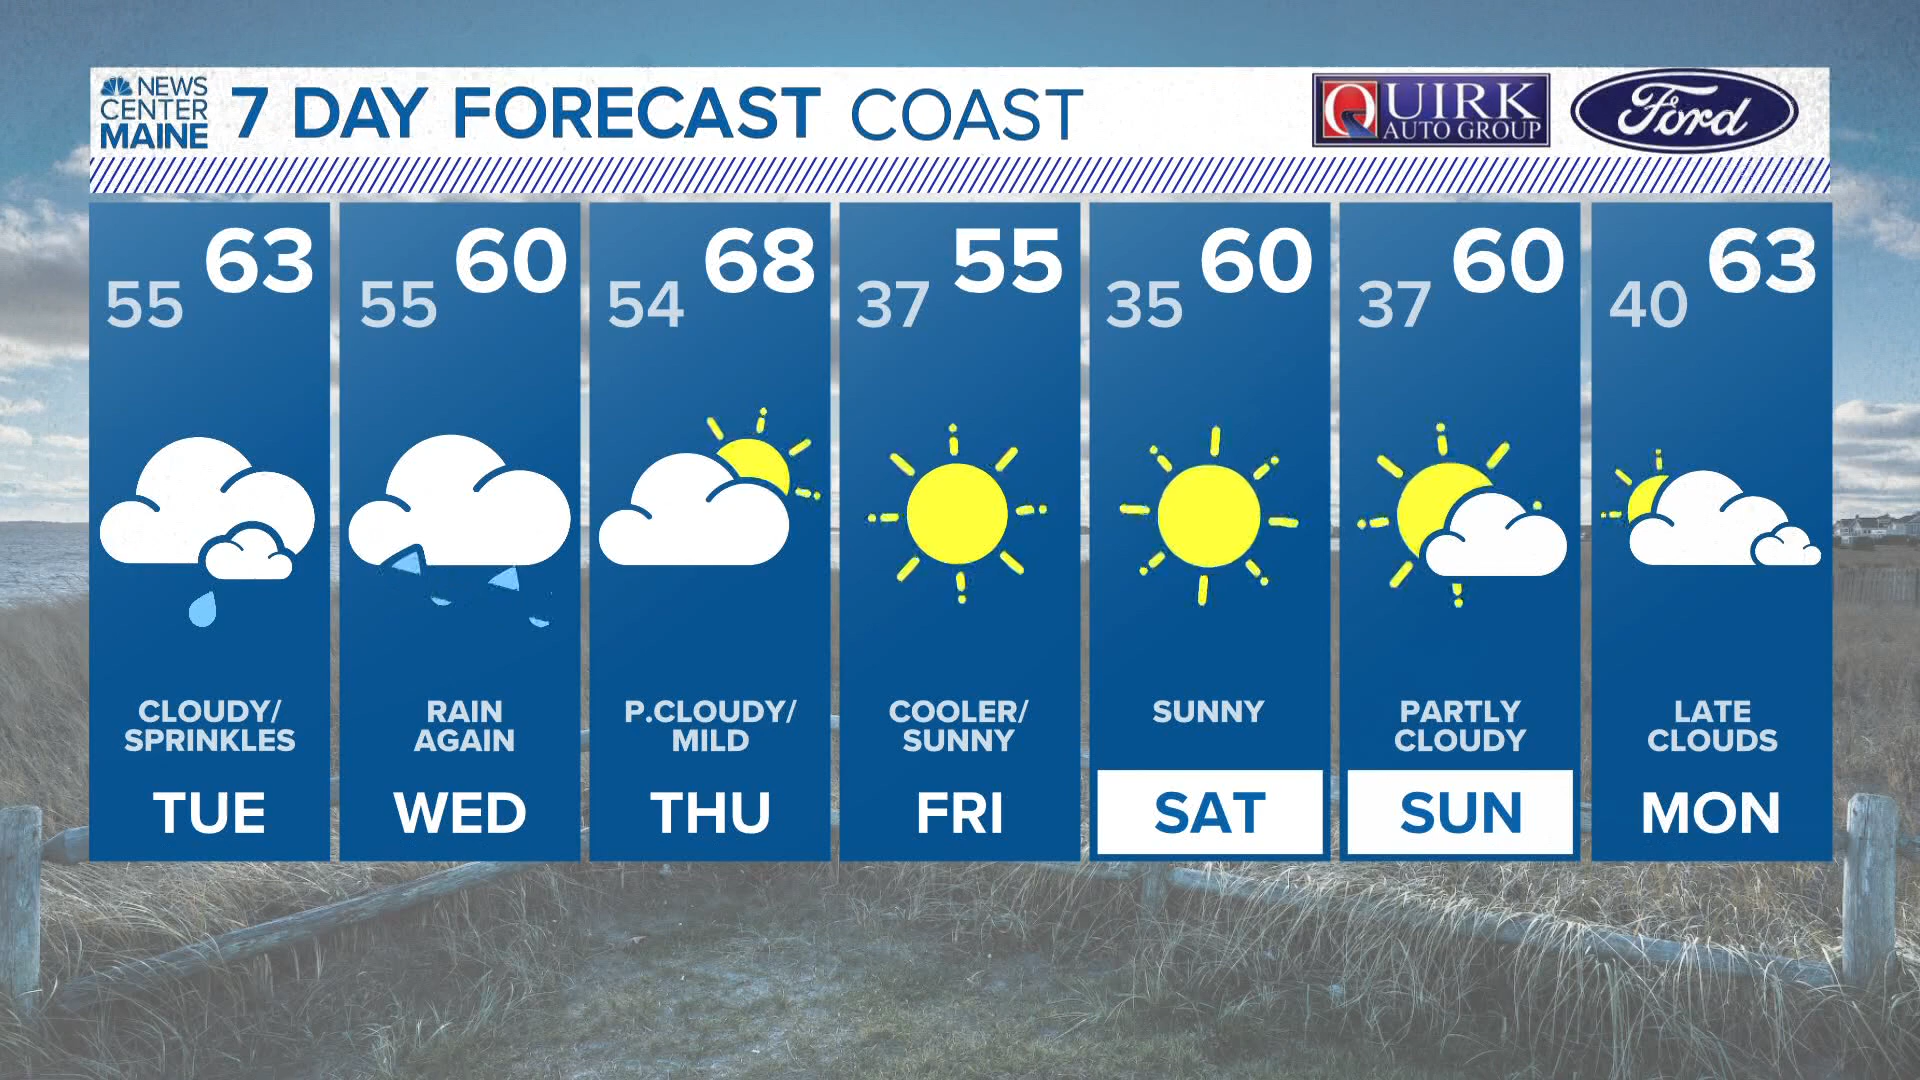 NEWS
CENTER
MAINE
7 DAY FORECAST COAST
QUIRK
AUTO GROUP
Ford
55 63
CLOUDY/
SPRINKLES
TUE
55 60
RAIN
AGAIN
WED
54 68
P.CLOUDY/
MILD
THU
37 55
COOLER/
SUNNY
FRI
35 60
SUNNY
SAT
37 60
PARTLY
CLOUDY
SUN
40 63
LATE
CLOUDS
MON